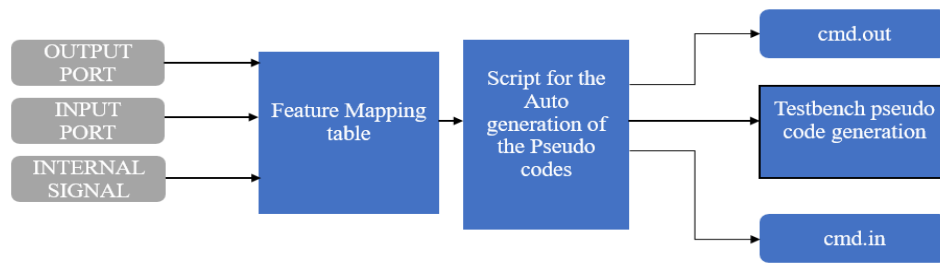 OUTPUT
PORT
INPUT
PORT
INTERNAL
SIGNAL
Feature Mapping
table
Script for the
Auto
generation of
the Pseudo
codes
cmd.out
Testbench pseudo
code generation
cmd.in